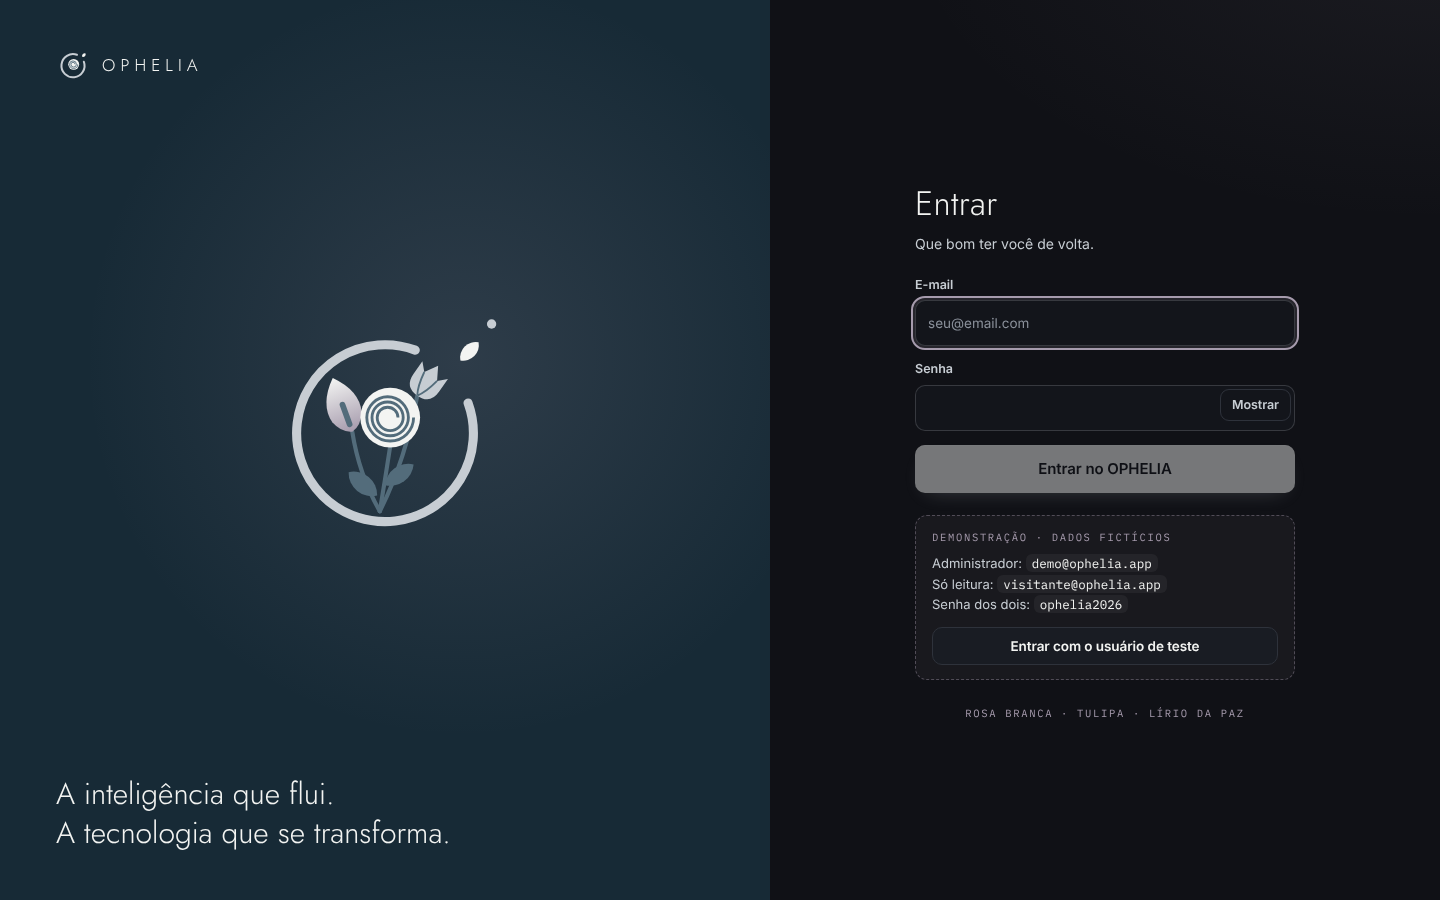 OPHELIA
A inteligência que flui.
A tecnologia que se transforma.
Entrar
Que bom ter você de volta.
E-mail
seu@email.com
Senha
Mostrar
Entrar no OPHELIA
DEMONSTRAÇÃO · DADOS FICTÍCIOS
Administrador: demo@ophelia.app
Só leitura: visitante@ophelia.app
Senha dos dois: ophelia2026
Entrar com o usuário de teste
ROSA BRANCA · TULIPA · LÍRIO DA PAZ